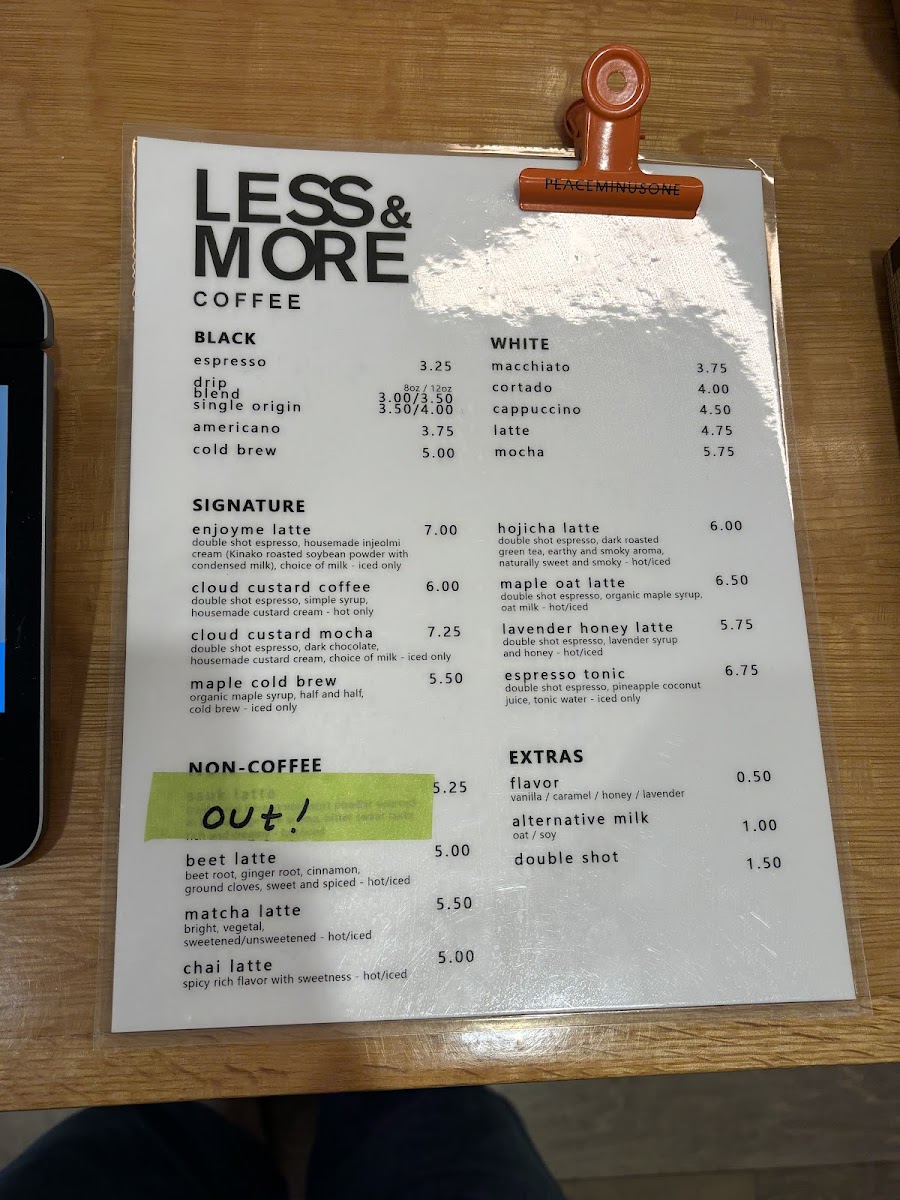 PEACEMINUSONE
LESS&
MORE
COFFEE
BLACK
espresso 3.25
drip 8oz / 12oz
blend 3.00/3.50
single origin 3.50/4.00
americano 3.75
cold brew 5.00
WHITE
macchiato 3.75
cortado 4.00
cappuccino 4.50
latte 4.75
mocha 5.75
SIGNATURE
enjoyme latte 7.00
double shot espresso, housemade injeolmi
cream (Kinako roasted soybean powder with
condensed milk), choice of milk - iced only
cloud custard coffee 6.00
double shot espresso, simple syrup,
housemade custard cream - hot only
cloud custard mocha 7.25
double shot espresso, dark chocolate,
housemade custard cream, choice of milk - iced only
maple cold brew 5.50
organic maple syrup, half and half,
cold brew - iced only
hojicha latte 6.00
double shot espresso, dark roasted
green tea, earthy and smoky aroma,
naturally sweet and smoky - hot/iced
maple oat latte 6.50
double shot espresso, organic maple syrup,
oat milk - hot/iced
lavender honey latte 5.75
double shot espresso, lavender syrup
and honey - hot/iced
espresso tonic 6.75
double shot espresso, pineapple coconut
juice, tonic water - iced only
NON-COFFEE
ssuk latte 5.25
out!
beet latte 5.00
beet root, ginger root, cinnamon,
ground cloves, sweet and spiced - hot/iced
matcha latte 5.50
bright, vegetal,
sweetened/unsweetened - hot/iced
chai latte 5.00
spicy rich flavor with sweetness - hot/iced
EXTRAS
flavor 0.50
vanilla / caramel / honey / lavender
alternative milk 1.00
oat / soy
double shot 1.50